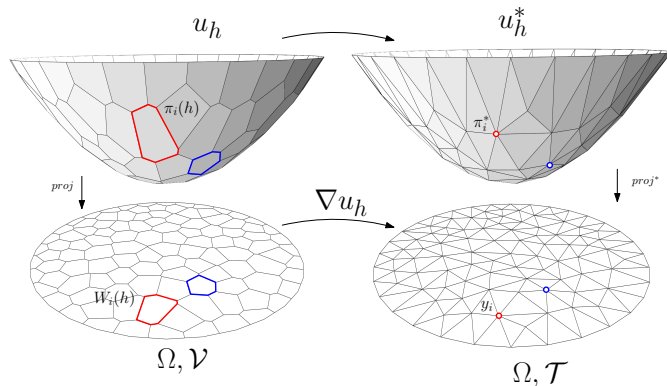 u_h
u_h^*
π_i(h)
π_i^*
proj
proj*
∇u_h
W_i(h)
y_i
Ω, 𝒱
Ω, 𝒯